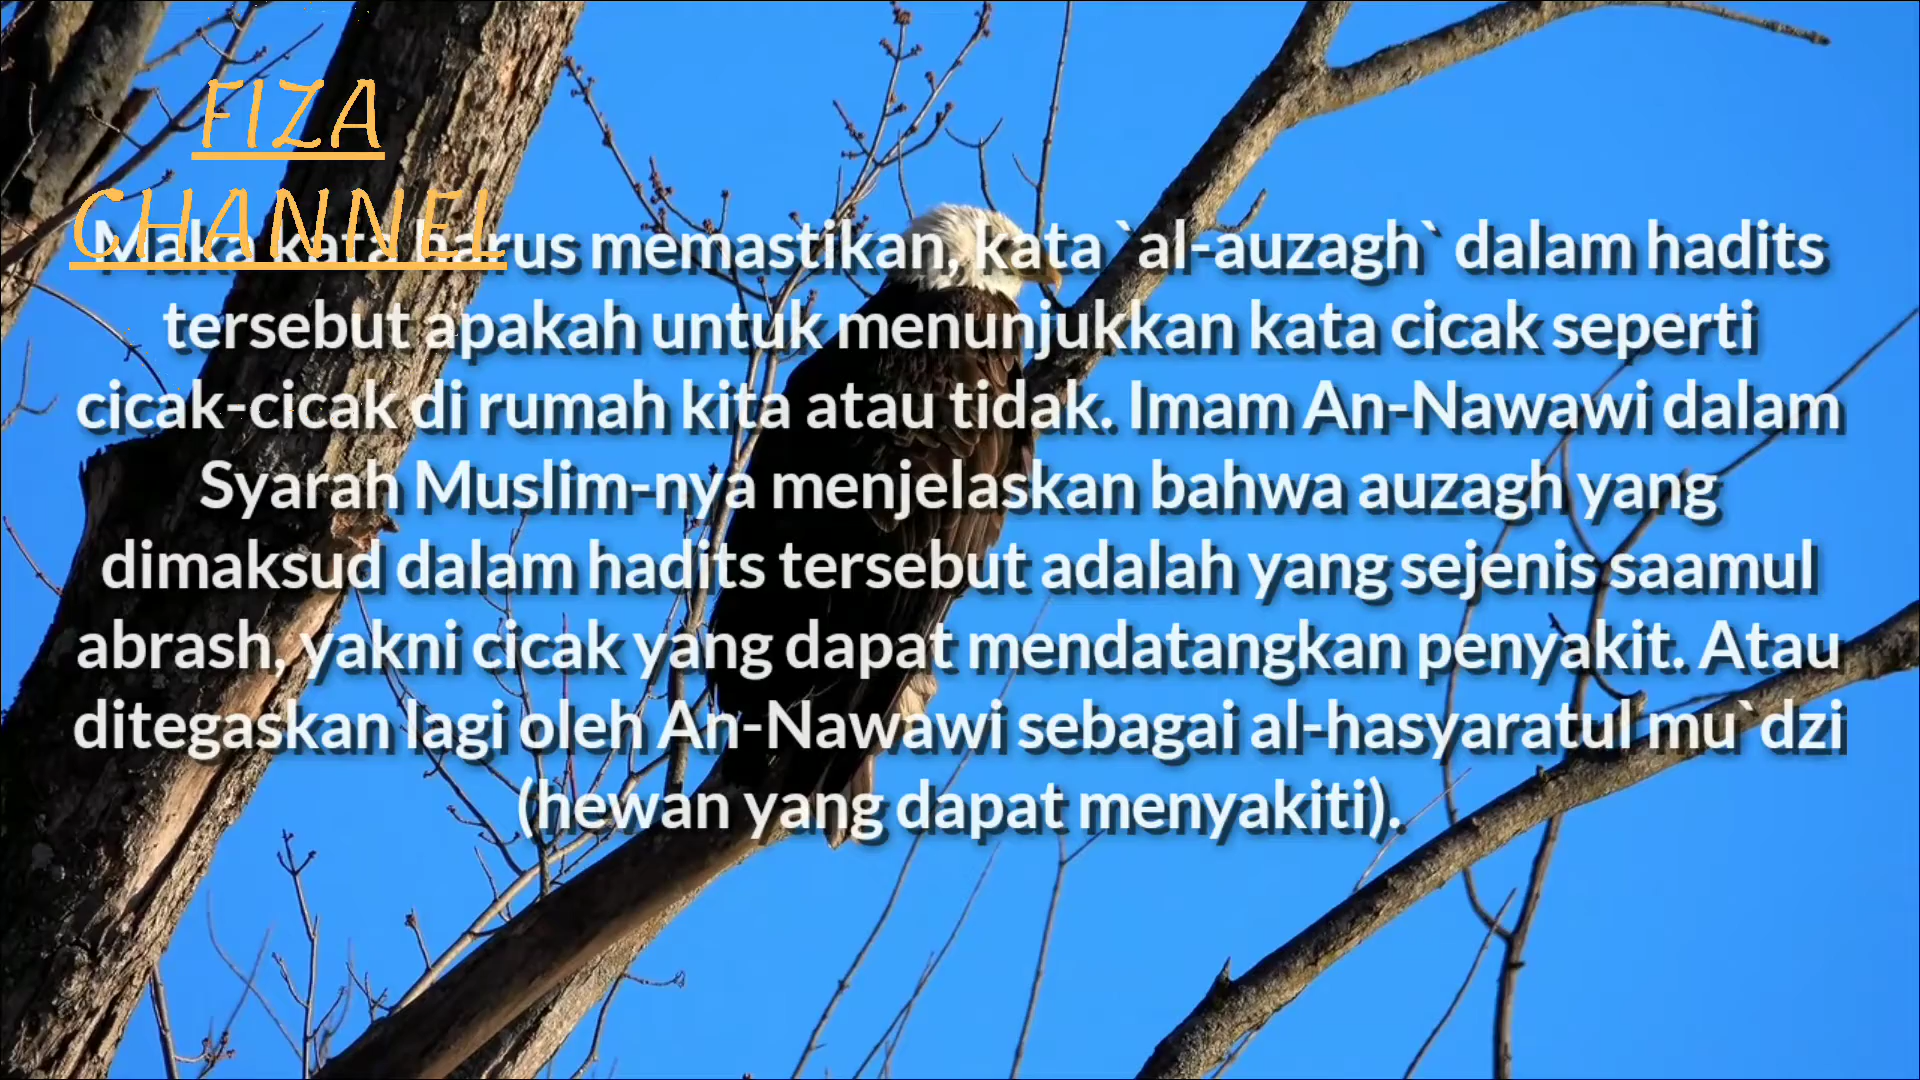 FIZA
CHANNEL
Maka kata harus memastikan, kata `al-auzagh` dalam hadits
tersebut apakah untuk menunjukkan kata cicak seperti
cicak-cicak di rumah kita atau tidak. Imam An-Nawawi dalam
Syarah Muslim-nya menjelaskan bahwa auzagh yang
dimaksud dalam hadits tersebut adalah yang sejenis saamul
abrash, yakni cicak yang dapat mendatangkan penyakit. Atau
ditegaskan lagi oleh An-Nawawi sebagai al-hasyaratul mu`dzi
(hewan yang dapat menyakiti).